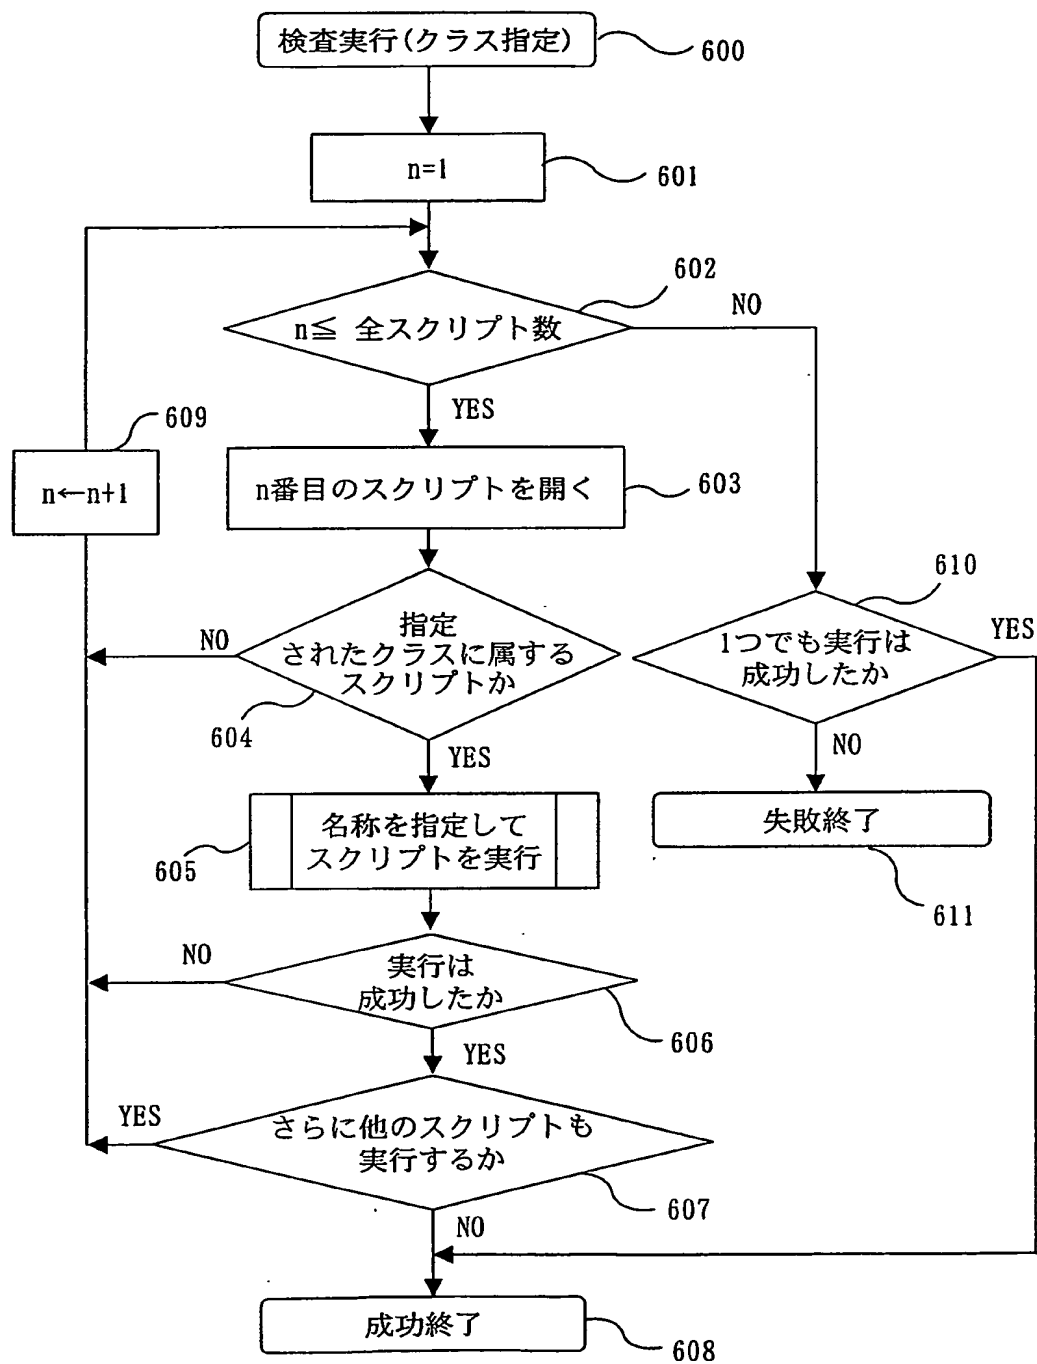 検査実行(クラス指定)
600
n=1
601
602
n≦ 全スクリプト数
NO
YES
609
n←n+1
n番目のスクリプトを開く
603
610
指定
されたクラスに属する
スクリプトか
NO
604
YES
1つでも実行は
成功したか
YES
NO
名称を指定して
スクリプトを実行
605
失敗終了
611
実行は
成功したか
NO
606
YES
さらに他のスクリプトも
実行するか
YES
607
NO
成功終了
608